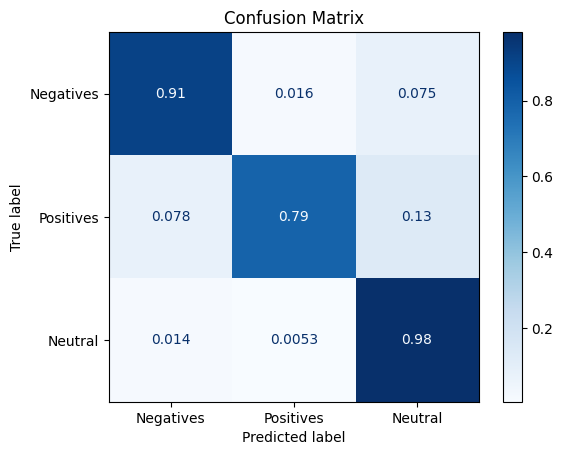 Confusion Matrix
True label
Negatives
0.91
0.016
0.075
Positives
0.078
0.79
0.13
Neutral
0.014
0.0053
0.98
Negatives
Positives
Neutral
Predicted label
0.8
0.6
0.4
0.2